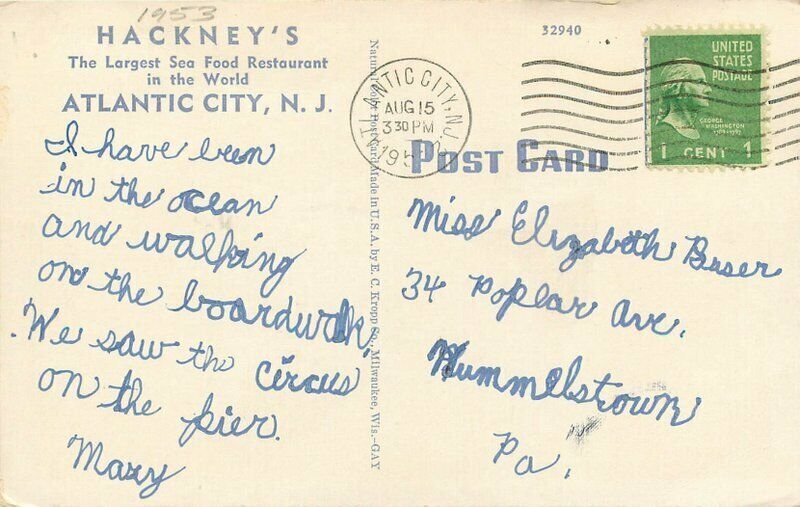 1953
HACKNEY'S
The Largest Sea Food Restaurant
in the World
ATLANTIC CITY, N. J.
I have been
in the ocean
and walking
on the boardwalk.
We saw the circus
on the pier.
Mary
Natural Color Post Card Made in U.S.A. by E. C. Kropp Co., Milwaukee, Wis.-GAY
32940
ATLANTIC CITY, N.J.
AUG 15
3 30 PM
1953
UNITED
STATES
POSTAGE
GEORGE
WASHINGTON
1 CENT 1
POST CARD
Miss Elizabeth Baser
34 Poplar Ave.
Hummelstown
Pa.